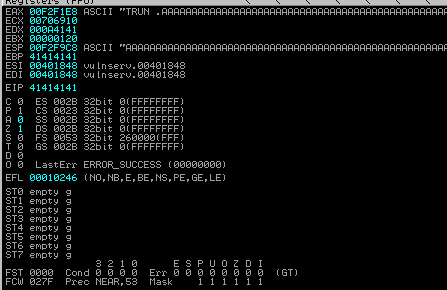 Registers (FPU)
EAX 00F2F1E8 ASCII "TRUN .AAAAAAAAAAAAAAAAAAAAAAAAAAAAAAAAAAAAAAA
ECX 00706910
EDX 000A4141
EBX 00000120
ESP 00F2F9C8 ASCII "AAAAAAAAAAAAAAAAAAAAAAAAAAAAAAAAAAAAAAAAAAAAA
EBP 41414141
ESI 00401848 vulnserv.00401848
EDI 00401848 vulnserv.00401848
EIP 41414141
C 0 ES 002B 32bit 0(FFFFFFFF)
P 1 CS 0023 32bit 0(FFFFFFFF)
A 0 SS 002B 32bit 0(FFFFFFFF)
Z 1 DS 002B 32bit 0(FFFFFFFF)
S 0 FS 0053 32bit 260000(FFF)
T 0 GS 002B 32bit 0(FFFFFFFF)
D 0
O 0 LastErr ERROR_SUCCESS (00000000)
EFL 00010246 (NO,NB,E,BE,NS,PE,GE,LE)
ST0 empty g
ST1 empty g
ST2 empty g
ST3 empty g
ST4 empty g
ST5 empty g
ST6 empty g
ST7 empty g
3 2 1 0 E S P U O Z D I
FST 0000 Cond 0 0 0 0 Err 0 0 0 0 0 0 0 0 (GT)
FCW 027F Prec NEAR,53 Mask 1 1 1 1 1 1